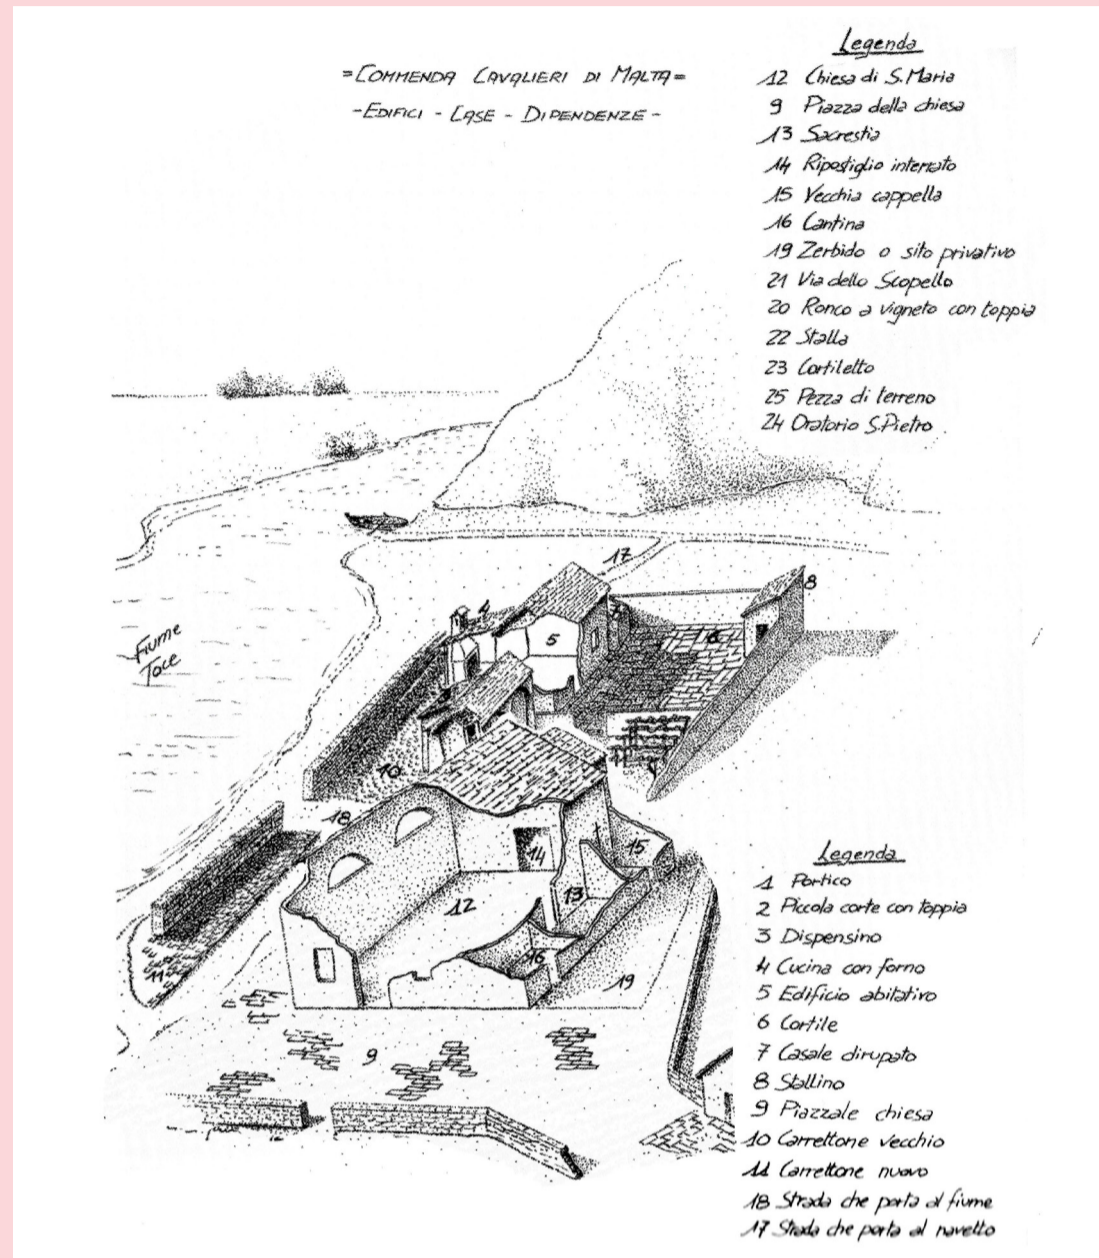 =COMMENDA CAVALIERI DI MALTA=
-EDIFICI - CASE - DIPENDENZE-
Legenda
12 Chiesa di S. Maria
9 Piazza della chiesa
13 Sacrestia
14 Ripostiglio interrato
15 Vecchia cappella
16 Cantina
19 Zerbido o sito privativo
21 Via dello Scopello
20 Ronco a vigneto con toppia
22 Stalla
23 Cortiletto
25 Pezza di terreno
24 Oratorio S.Pietro
17
8
4
5
6
Fiume
Toce
10
18
15
14
13
12
16
11
19
9
Legenda
1 Portico
2 Piccola corte con toppia
3 Dispensino
4 Cucina con forno
5 Edificio abitativo
6 Cortile
7 Casale dirupato
8 Stallino
9 Piazzale chiesa
10 Carrettone vecchio
11 Carrettone nuovo
18 Strada che porta al fiume
17 Strada che porta al navetto